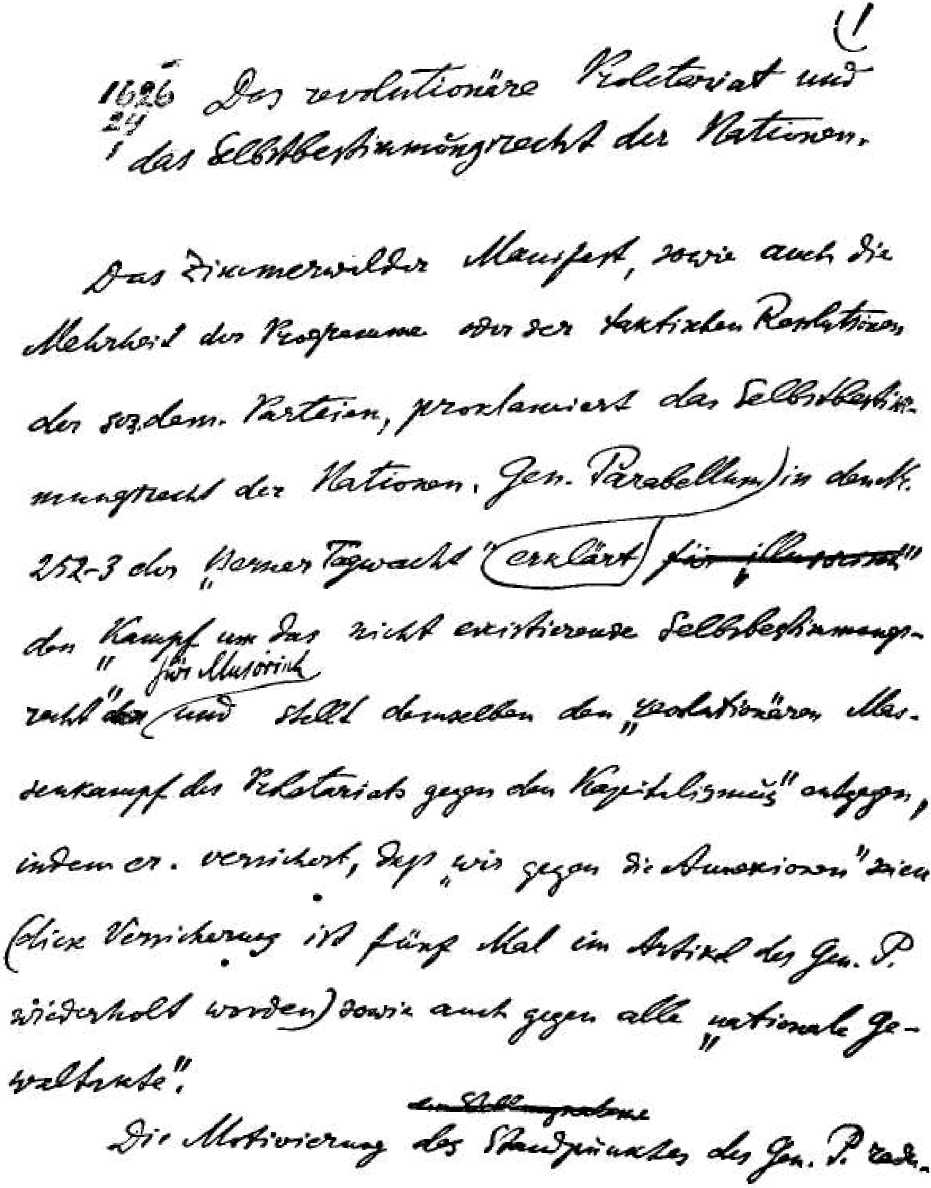 1
1626 Das revolutionäre Proletariat und
24
1 das Selbstbestimmungsrecht der Nationen.
Das Zimmerwalder Manifest, sowie auch die
Mehrheit der Programme oder der taktischen Resolutionen
der soz.dem. Parteien, proklamiert das Selbstbestim-
mungsrecht der Nationen. Gen. Parabellum) in den Nr.
252-3 der „Berner Tagwacht" erklärt für „illusorisch"
den „Kampf um das nicht existierende Selbstbestimmungs-
für illusorisch
recht" und stellt demselben den „revolutionären Mas-
senkampf des Proletariats gegen den Kapitalismus" entgegen,
indem er versichert, daß „wir gegen die Annexionen" seien
(diese Versicherung ist fünf Mal im Artikel des Gen. P.
wiederholt worden) sowie auch gegen alle „nationale Ge-
waltakte".
Die Motivierung des Standpunktes des Gen. P. redu-